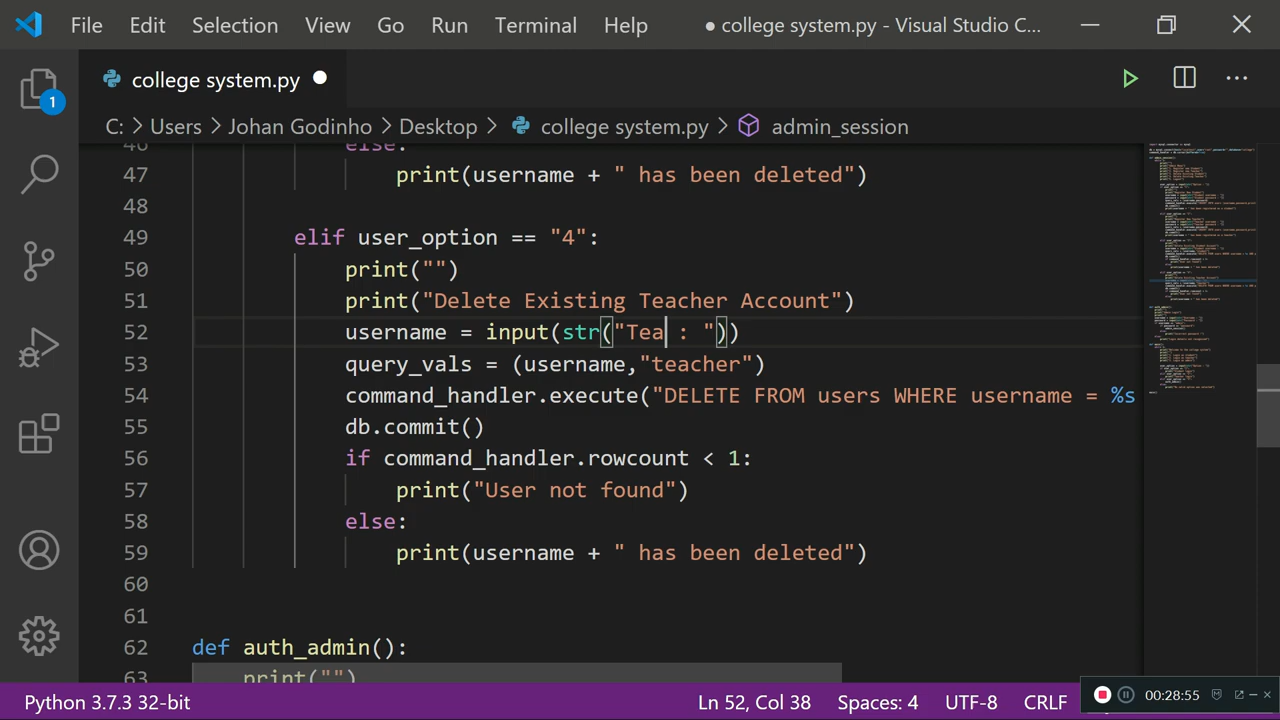 File Edit Selection View Go Run Terminal Help ● college system.py - Visual Studio C...
college system.py
C: > Users > Johan Godinho > Desktop > college system.py > admin_session
1
46 else:
47 print(username + " has been deleted")
48
49 elif user_option == "4":
50 print("")
51 print("Delete Existing Teacher Account")
52 username = input(str("Tea : "))
53 query_vals = (username,"teacher")
54 command_handler.execute("DELETE FROM users WHERE username = %s
55 db.commit()
56 if command_handler.rowcount < 1:
57 print("User not found")
58 else:
59 print(username + " has been deleted")
60
61
62 def auth_admin():
63 print("")
Python 3.7.3 32-bit Ln 52, Col 38 Spaces: 4 UTF-8 CRLF 00:28:55